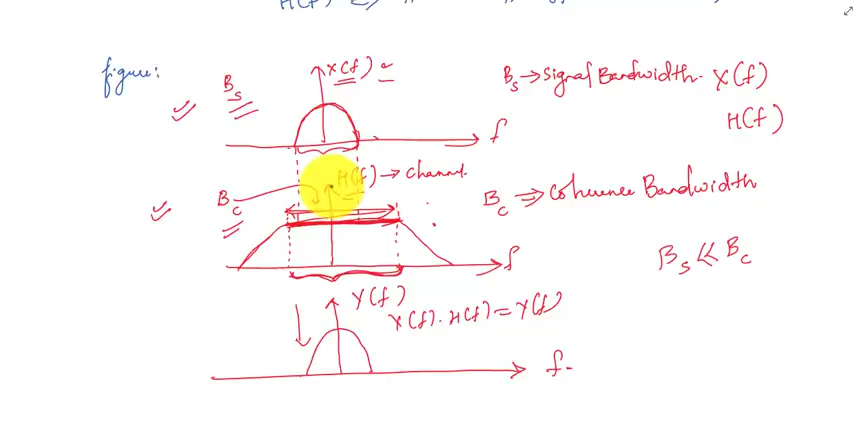 H(f)
figure:
X(f)
Bs
Bs → Signal Bandwidth. X(f)
H(f)
f
H(f) → Channel
Bc
Bc ⇒ Coherence Bandwidth
f
Bs << Bc
Y(f)
X(f) · H(f) = Y(f)
f